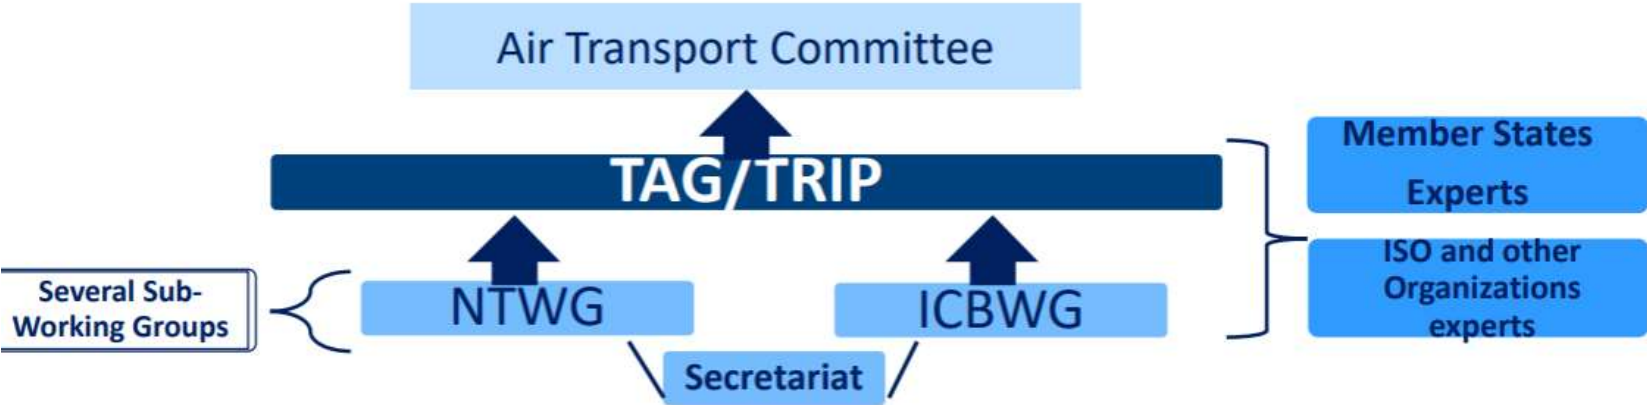 Air Transport Committee
TAG/TRIP
Member States
Experts
ISO and other
Organizations
experts
Several Sub-
Working Groups
NTWG
ICBWG
Secretariat